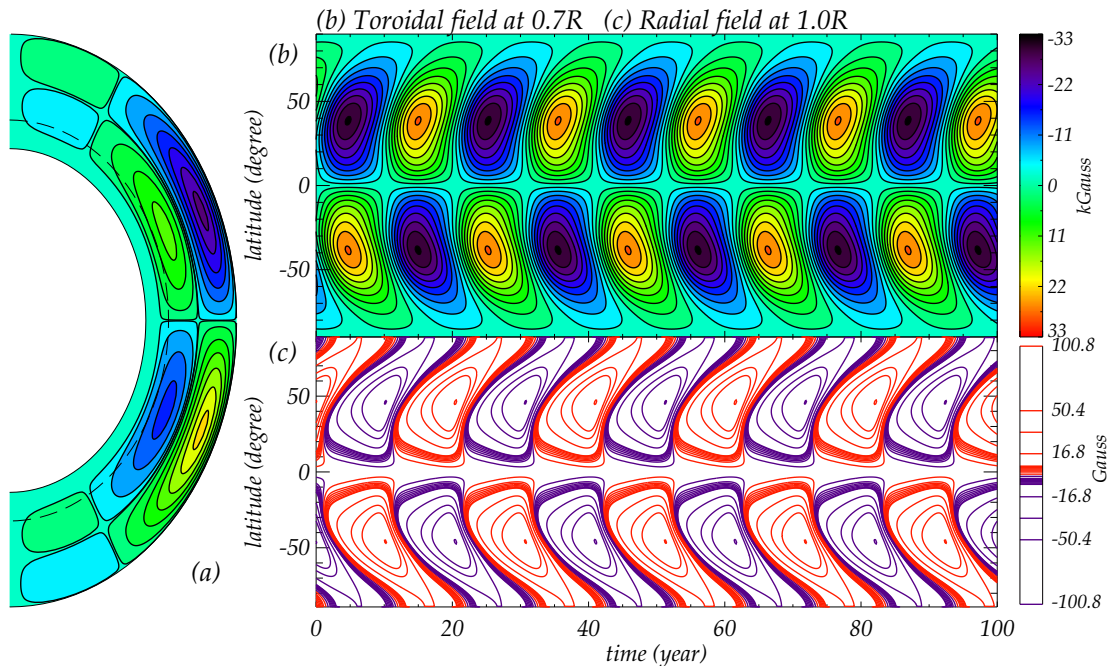 (b) Toroidal field at 0.7R (c) Radial field at 1.0R
(b)
50
0
-50
latitude (degree)
-33
-22
-11
0
11
22
33
kGauss
(c)
50
0
-50
latitude (degree)
100.8
50.4
16.8
-16.8
-50.4
-100.8
Gauss
(a)
0 20 40 60 80 100
time (year)